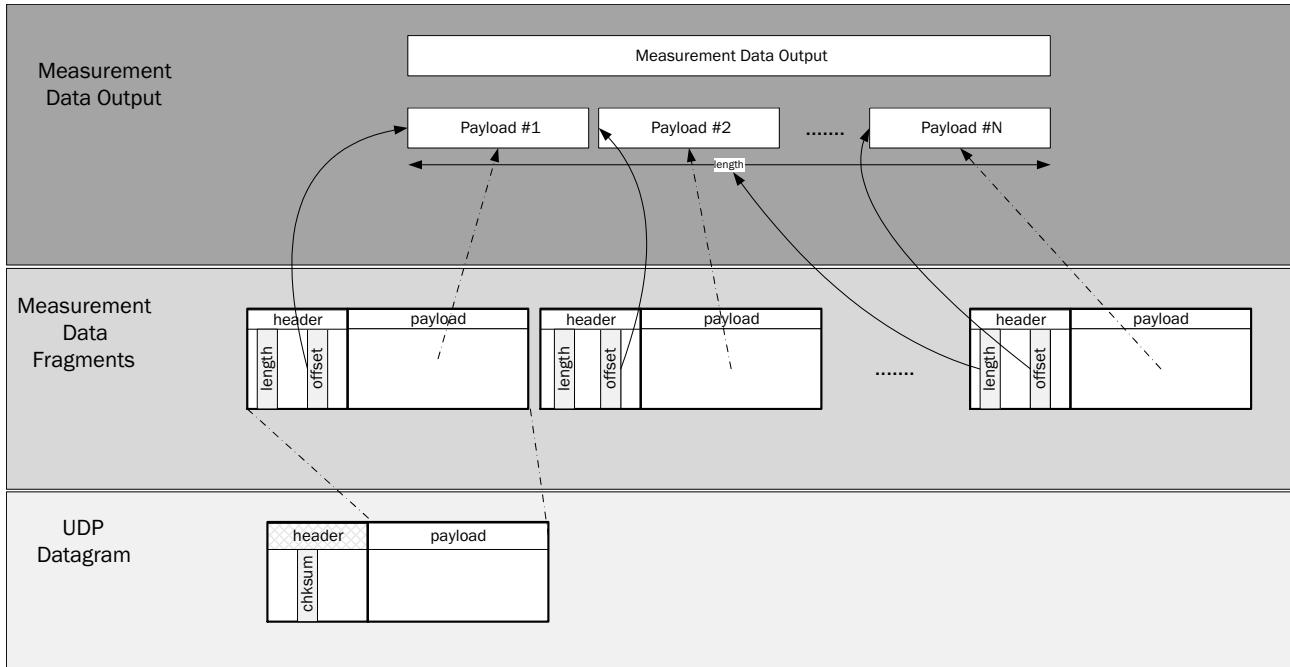 Measurement
Data Output
Measurement Data Output
Payload #1
Payload #2
.......
Payload #N
length
Measurement
Data
Fragments
header
payload
length
offset
header
payload
length
offset
.......
header
payload
length
offset
UDP
Datagram
header
payload
chksum